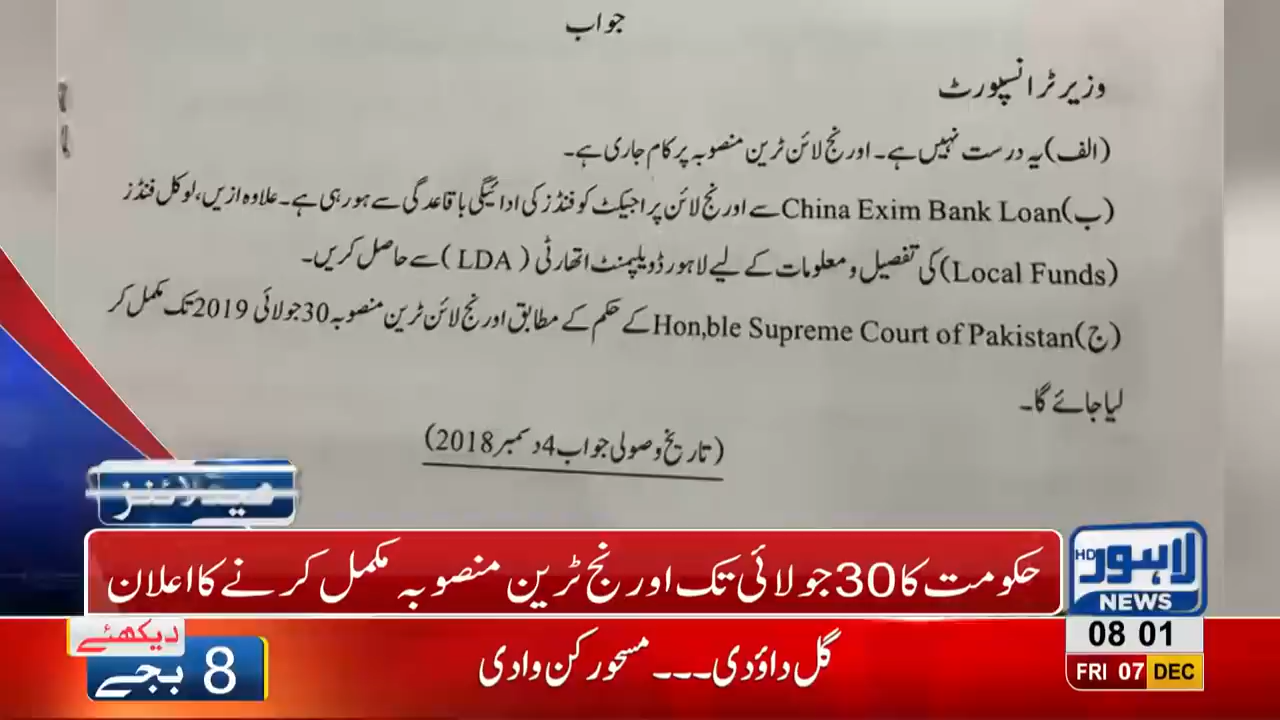 جواب
وزیر ٹرانسپورٹ
(الف) یہ درست نہیں ہے۔ اورنج لائن ٹرین منصوبہ پر کام جاری ہے۔
(ب) China Exim Bank Loan سے اورنج لائن پراجیکٹ کو فنڈز کی ادائیگی باقاعدگی سے ہو رہی ہے۔ علاوہ ازیں، لوکل فنڈز
(Local Funds) کی تفصیل و معلومات کے لیے لاہور ڈویلپمنٹ اتھارٹی (LDA) سے حاصل کریں۔
(ج) Hon,ble Supreme Court of Pakistan کے حکم کے مطابق اورنج لائن ٹرین منصوبہ 30 جولائی 2019 تک مکمل کر
لیا جائے گا۔
(تاریخ وصولی جواب 4 دسمبر 2018)
ہیڈلائنز
حکومت کا 30 جولائی تک اورنج ٹرین منصوبہ مکمل کرنے کا اعلان
لاہور HD
NEWS
دیکھئے
8 بجے
گل داؤدی ۔۔۔ مسحور کن وادی
08 01
FRI 07 DEC